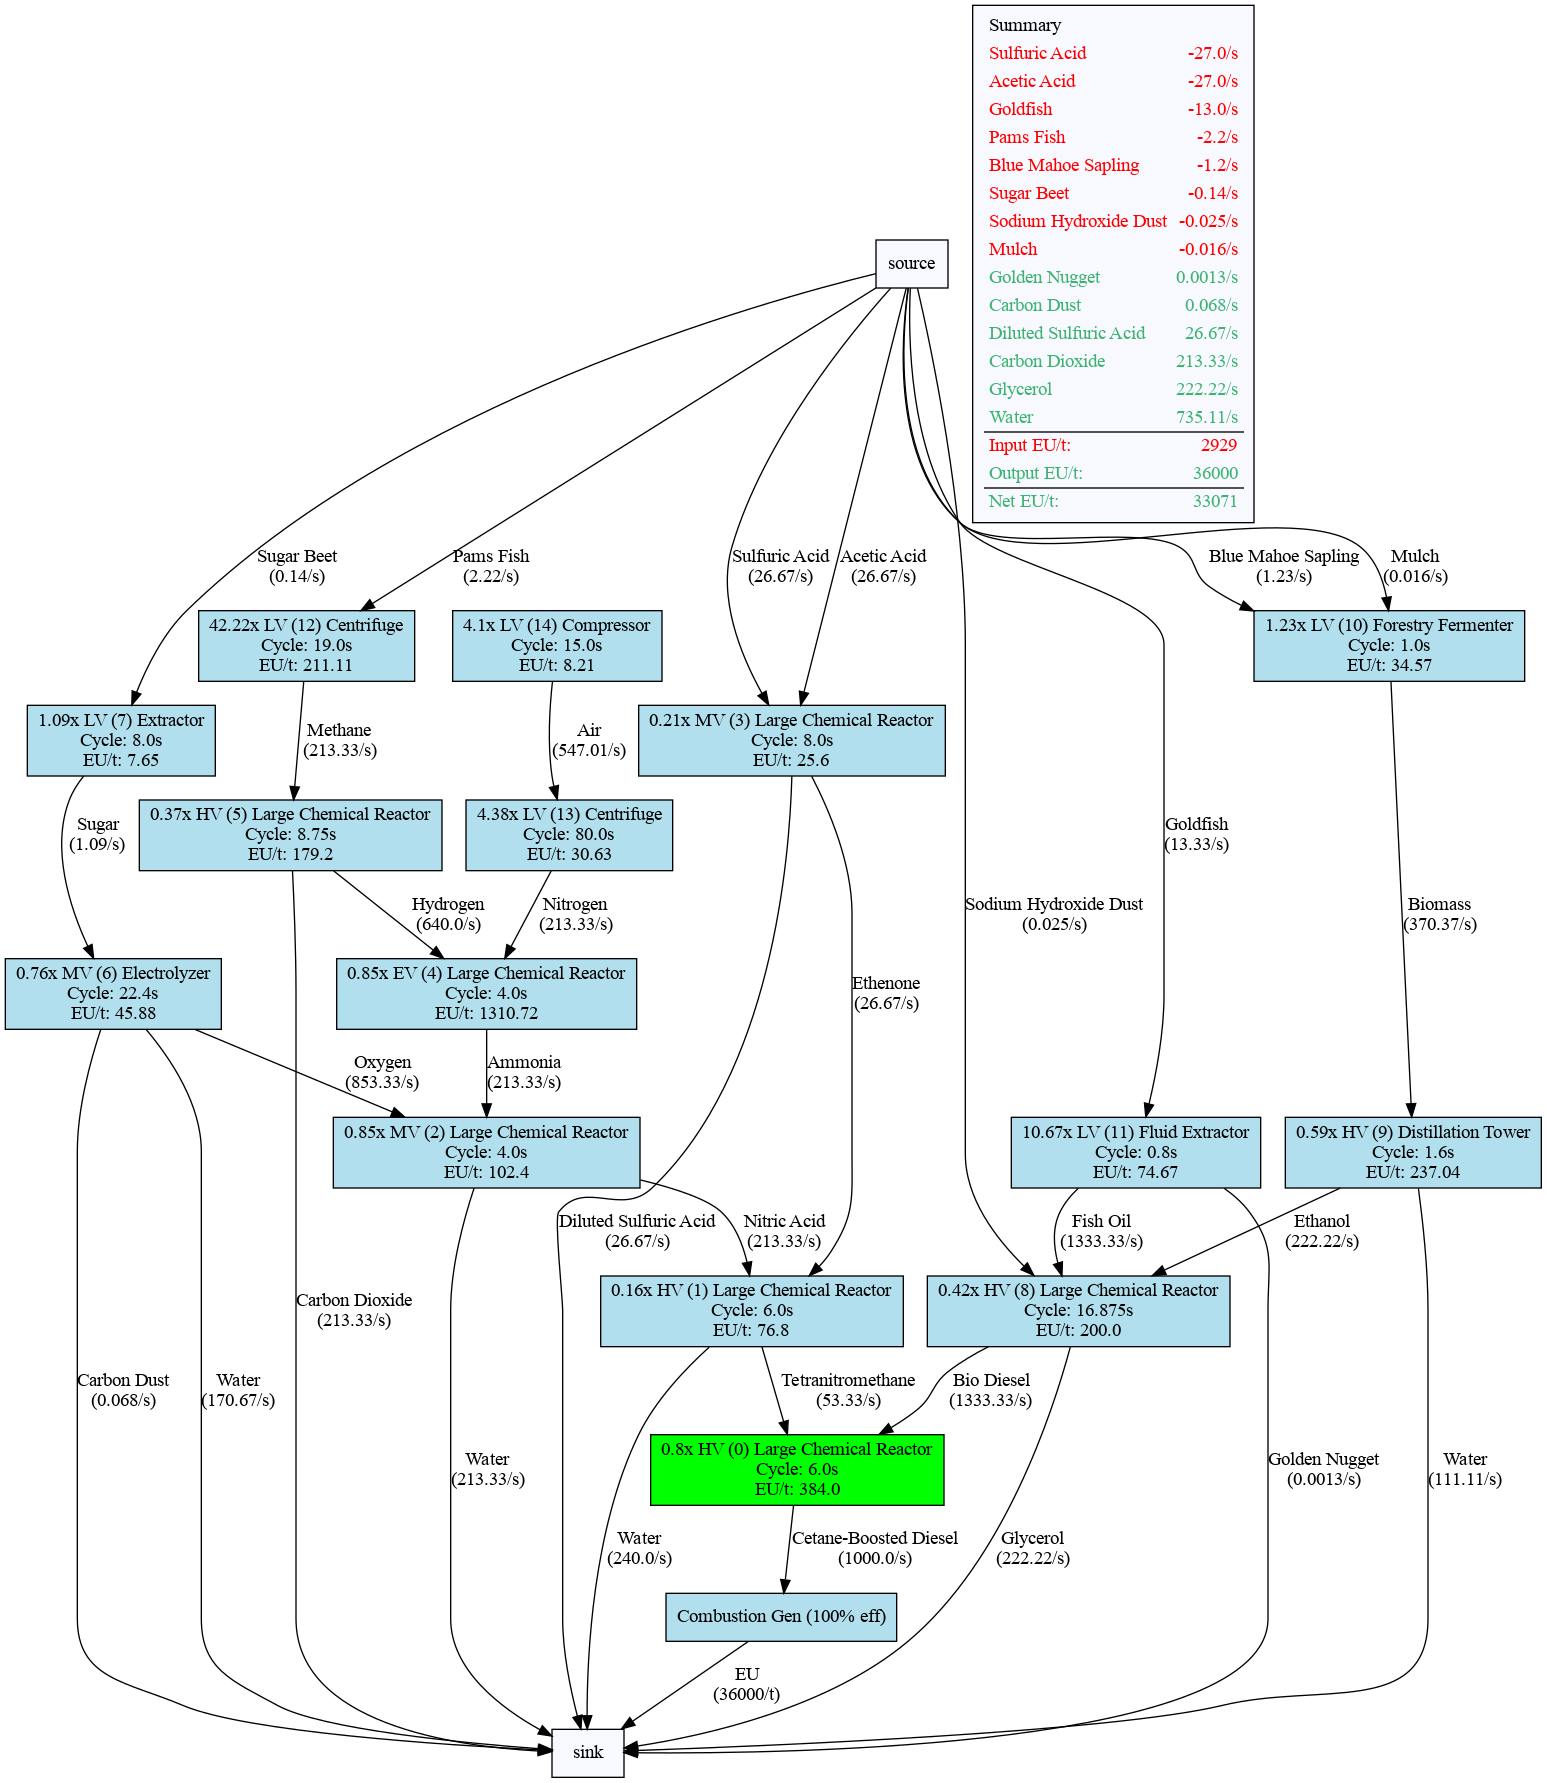 Summary
Sulfuric Acid -27.0/s
Acetic Acid -27.0/s
Goldfish -13.0/s
Pams Fish -2.2/s
Blue Mahoe Sapling -1.2/s
Sugar Beet -0.14/s
Sodium Hydroxide Dust -0.025/s
Mulch -0.016/s
Golden Nugget 0.0013/s
Carbon Dust 0.068/s
Diluted Sulfuric Acid 26.67/s
Carbon Dioxide 213.33/s
Glycerol 222.22/s
Water 735.11/s
Input EU/t: 2929
Output EU/t: 36000
Net EU/t: 33071
source
Sugar Beet
(0.14/s)
Pams Fish
(2.22/s)
Sulfuric Acid
(26.67/s)
Acetic Acid
(26.67/s)
Blue Mahoe Sapling
(1.23/s)
Mulch
(0.016/s)
42.22x LV (12) Centrifuge
Cycle: 19.0s
EU/t: 211.11
4.1x LV (14) Compressor
Cycle: 15.0s
EU/t: 8.21
1.23x LV (10) Forestry Fermenter
Cycle: 1.0s
EU/t: 34.57
1.09x LV (7) Extractor
Cycle: 8.0s
EU/t: 7.65
Methane
(213.33/s)
Air
(547.01/s)
0.21x MV (3) Large Chemical Reactor
Cycle: 8.0s
EU/t: 25.6
Sugar
(1.09/s)
0.37x HV (5) Large Chemical Reactor
Cycle: 8.75s
EU/t: 179.2
4.38x LV (13) Centrifuge
Cycle: 80.0s
EU/t: 30.63
Goldfish
(13.33/s)
Hydrogen
(640.0/s)
Nitrogen
(213.33/s)
Sodium Hydroxide Dust
(0.025/s)
Biomass
(370.37/s)
0.76x MV (6) Electrolyzer
Cycle: 22.4s
EU/t: 45.88
0.85x EV (4) Large Chemical Reactor
Cycle: 4.0s
EU/t: 1310.72
Ethenone
(26.67/s)
Oxygen
(853.33/s)
Ammonia
(213.33/s)
0.85x MV (2) Large Chemical Reactor
Cycle: 4.0s
EU/t: 102.4
10.67x LV (11) Fluid Extractor
Cycle: 0.8s
EU/t: 74.67
0.59x HV (9) Distillation Tower
Cycle: 1.6s
EU/t: 237.04
Diluted Sulfuric Acid
(26.67/s)
Nitric Acid
(213.33/s)
Fish Oil
(1333.33/s)
Ethanol
(222.22/s)
Carbon Dioxide
(213.33/s)
0.16x HV (1) Large Chemical Reactor
Cycle: 6.0s
EU/t: 76.8
0.42x HV (8) Large Chemical Reactor
Cycle: 16.875s
EU/t: 200.0
Carbon Dust
(0.068/s)
Water
(170.67/s)
Tetranitromethane
(53.33/s)
Bio Diesel
(1333.33/s)
Water
(213.33/s)
0.8x HV (0) Large Chemical Reactor
Cycle: 6.0s
EU/t: 384.0
Golden Nugget
(0.0013/s)
Water
(111.11/s)
Water
(240.0/s)
Cetane-Boosted Diesel
(1000.0/s)
Glycerol
(222.22/s)
Combustion Gen (100% eff)
EU
(36000/t)
sink